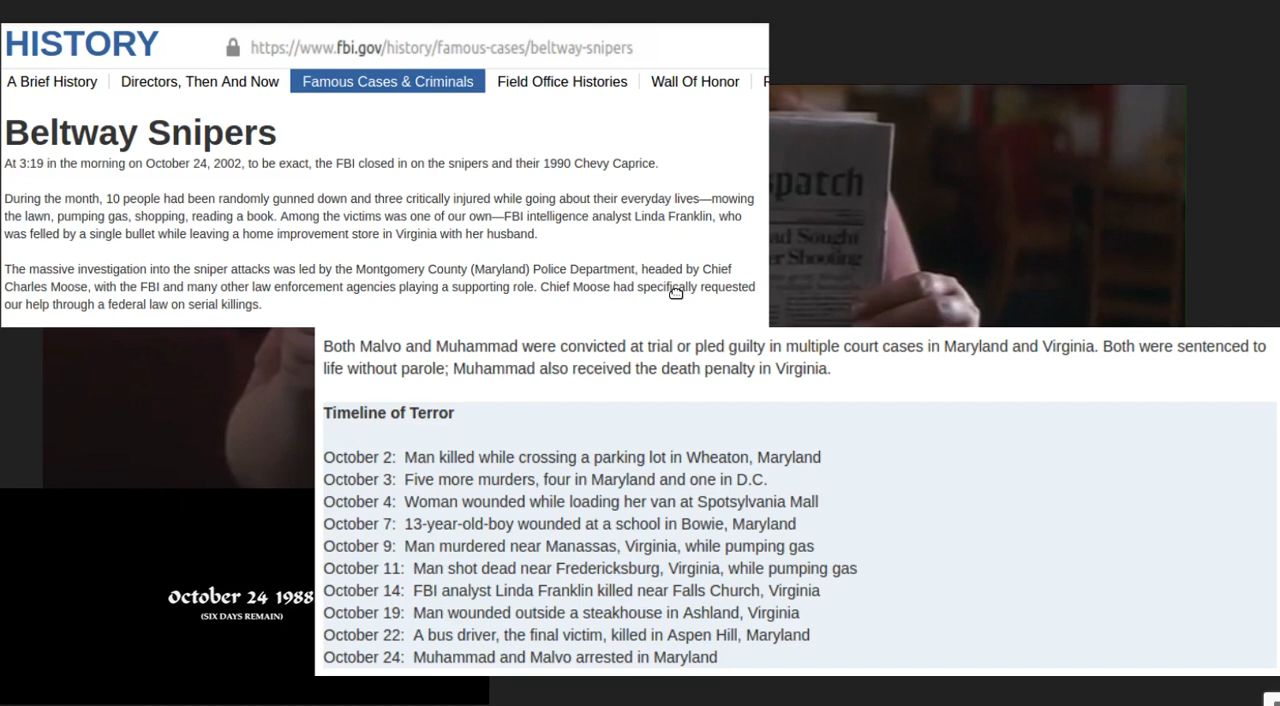 HISTORY
https://www.fbi.gov/history/famous-cases/beltway-snipers
A Brief History
Directors, Then And Now
Famous Cases & Criminals
Field Office Histories
Wall Of Honor
Beltway Snipers
At 3:19 in the morning on October 24, 2002, to be exact, the FBI closed in on the snipers and their 1990 Chevy Caprice.
During the month, 10 people had been randomly gunned down and three critically injured while going about their everyday lives—mowing
the lawn, pumping gas, shopping, reading a book. Among the victims was one of our own—FBI intelligence analyst Linda Franklin, who
was felled by a single bullet while leaving a home improvement store in Virginia with her husband.
The massive investigation into the sniper attacks was led by the Montgomery County (Maryland) Police Department, headed by Chief
Charles Moose, with the FBI and many other law enforcement agencies playing a supporting role. Chief Moose had specifically requested
our help through a federal law on serial killings.
spatch
ad Sought
er Shooting
Both Malvo and Muhammad were convicted at trial or pled guilty in multiple court cases in Maryland and Virginia. Both were sentenced to
life without parole; Muhammad also received the death penalty in Virginia.
Timeline of Terror
October 2: Man killed while crossing a parking lot in Wheaton, Maryland
October 3: Five more murders, four in Maryland and one in D.C.
October 4: Woman wounded while loading her van at Spotsylvania Mall
October 7: 13-year-old-boy wounded at a school in Bowie, Maryland
October 9: Man murdered near Manassas, Virginia, while pumping gas
October 11: Man shot dead near Fredericksburg, Virginia, while pumping gas
October 14: FBI analyst Linda Franklin killed near Falls Church, Virginia
October 19: Man wounded outside a steakhouse in Ashland, Virginia
October 22: A bus driver, the final victim, killed in Aspen Hill, Maryland
October 24: Muhammad and Malvo arrested in Maryland
October 24 1988
(SIX DAYS REMAIN)